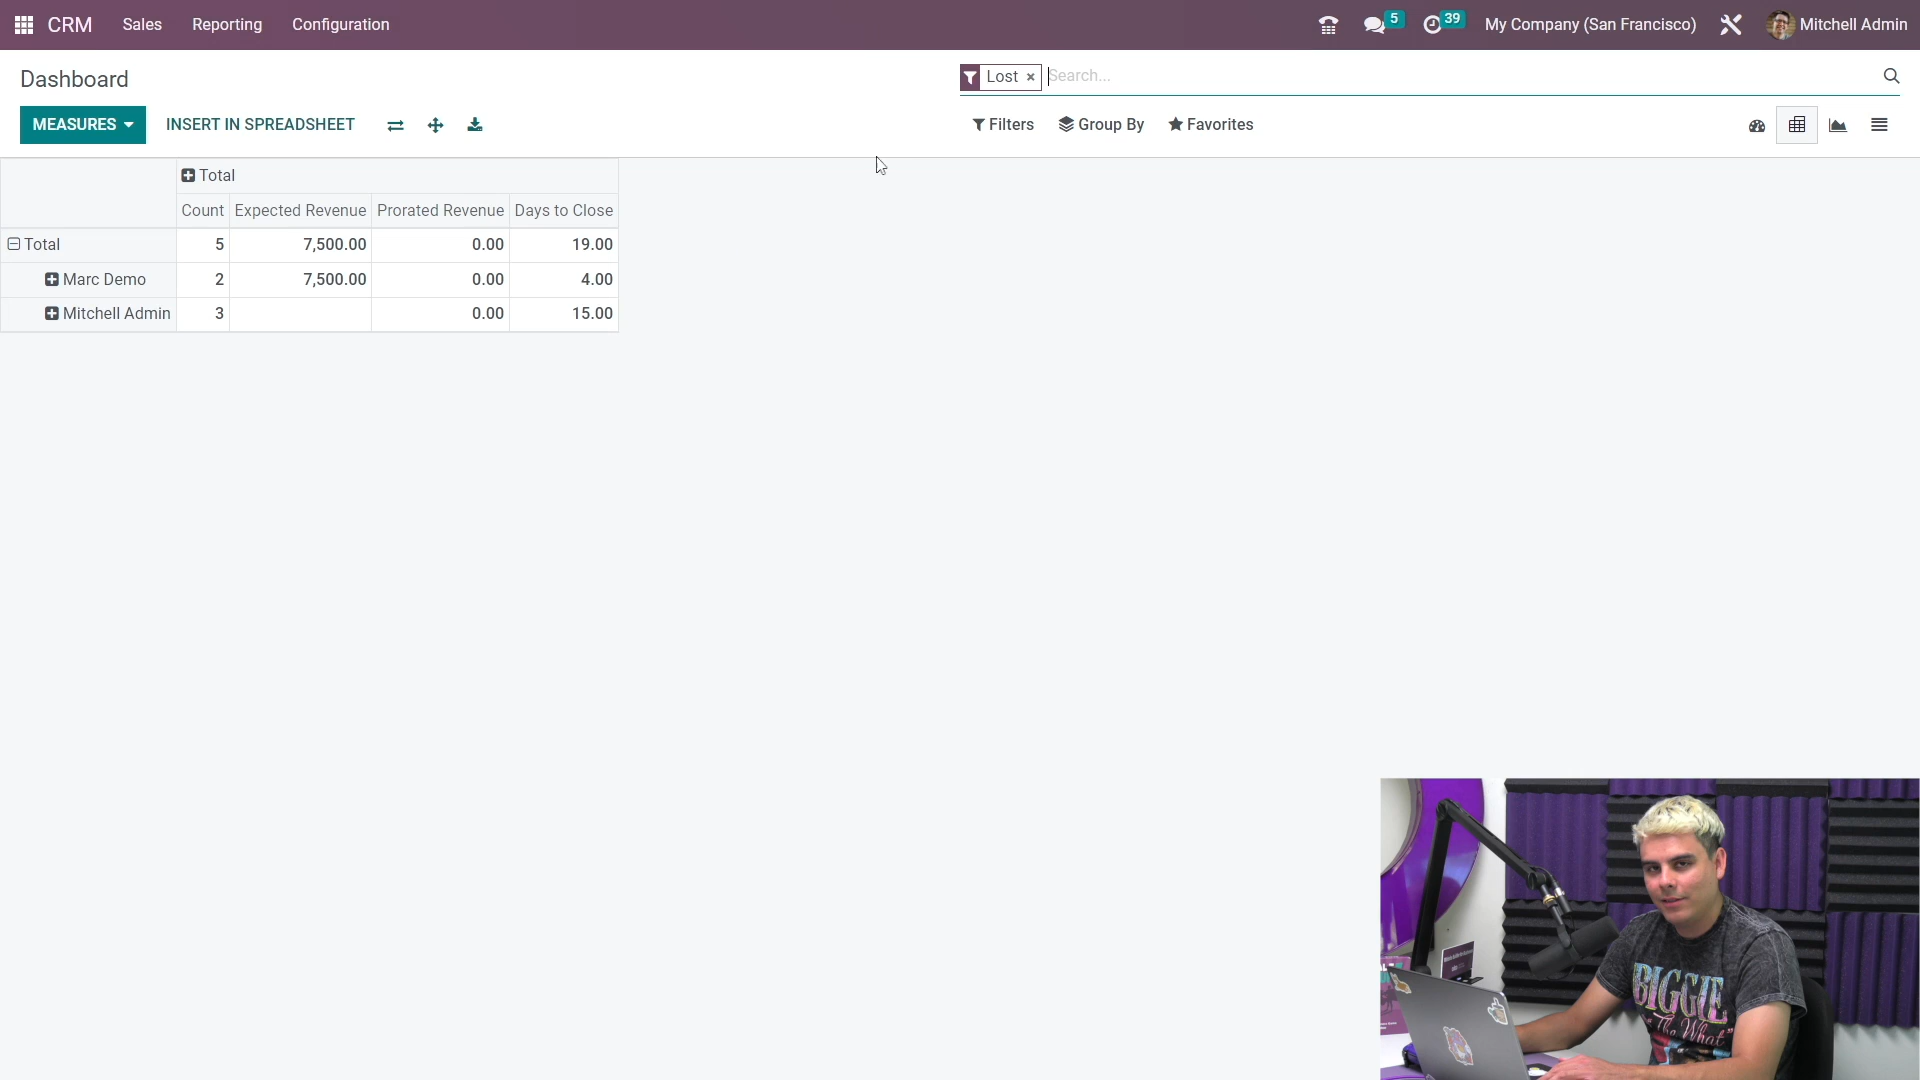 CRM Sales Reporting Configuration 5 39 My Company (San Francisco) Mitchell Admin
Dashboard
Lost × Search...
MEASURES INSERT IN SPREADSHEET
Filters Group By Favorites
Total
Count Expected Revenue Prorated Revenue Days to Close
Total 5 7,500.00 0.00 19.00
Marc Demo 2 7,500.00 0.00 4.00
Mitchell Admin 3 0.00 15.00
BIGGIE
"The What"